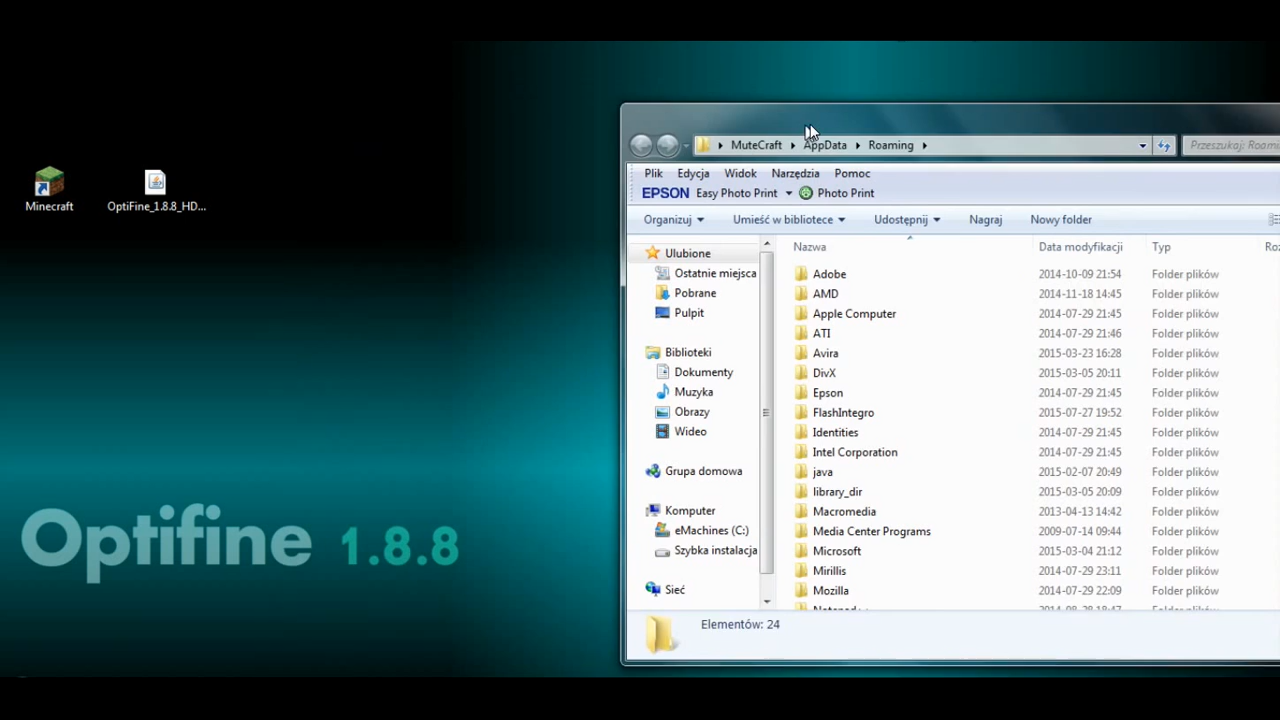 Minecraft
OptiFine_1.8.8_HD...
Optifine 1.8.8
MuteCraft
AppData
Roaming
Przeszukaj: Roami
Plik
Edycja
Widok
Narzędzia
Pomoc
EPSON
Easy Photo Print
Photo Print
Organizuj
Umieść w bibliotece
Udostępnij
Nagraj
Nowy folder
Ulubione
Ostatnie miejsca
Pobrane
Pulpit
Biblioteki
Dokumenty
Muzyka
Obrazy
Wideo
Grupa domowa
Komputer
eMachines (C:)
Szybka instalacja
Sieć
Nazwa Data modyfikacji Typ Roz
Adobe 2014-10-09 21:54 Folder plików
AMD 2014-11-18 14:45 Folder plików
Apple Computer 2014-07-29 21:45 Folder plików
ATI 2014-07-29 21:46 Folder plików
Avira 2015-03-23 16:28 Folder plików
DivX 2015-03-05 20:11 Folder plików
Epson 2014-07-29 21:45 Folder plików
FlashIntegro 2015-07-27 19:52 Folder plików
Identities 2014-07-29 21:45 Folder plików
Intel Corporation 2014-07-29 21:45 Folder plików
java 2015-02-07 20:49 Folder plików
library_dir 2015-03-05 20:09 Folder plików
Macromedia 2013-04-13 14:42 Folder plików
Media Center Programs 2009-07-14 09:44 Folder plików
Microsoft 2015-03-04 21:12 Folder plików
Mirillis 2014-07-29 23:11 Folder plików
Mozilla 2014-07-29 22:09 Folder plików
Elementów: 24